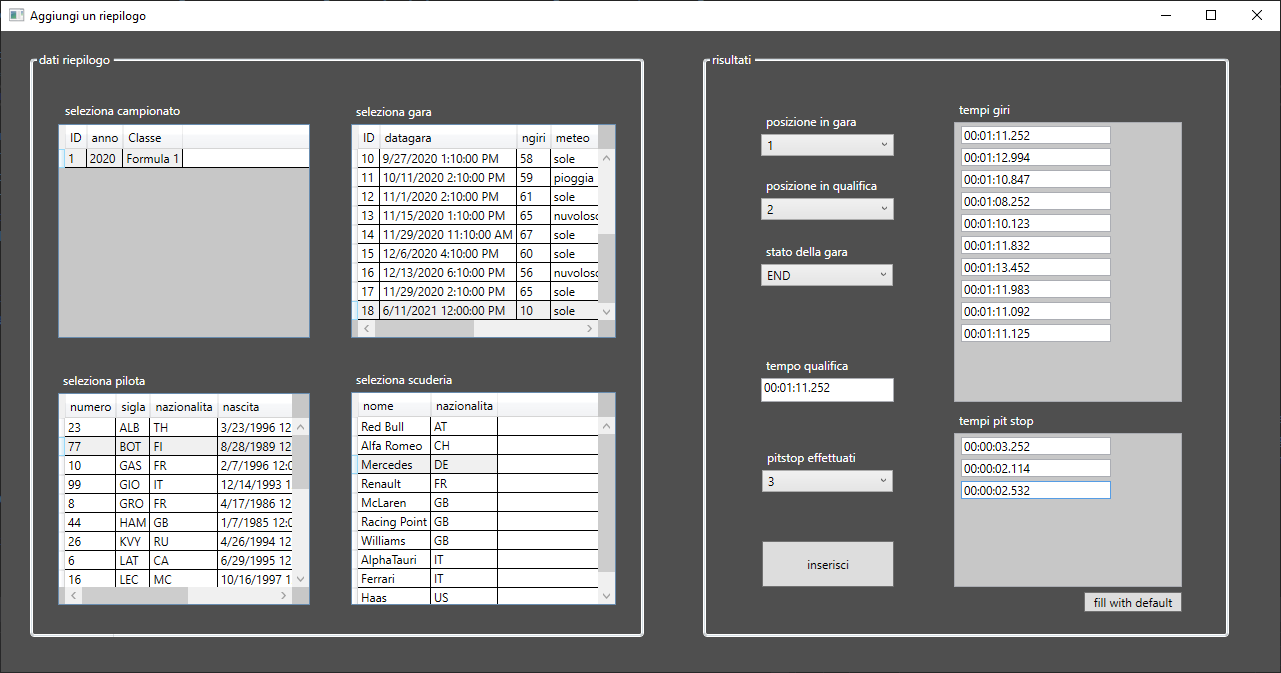 Aggiungi un riepilogo
dati riepilogo
seleziona campionato
ID anno Classe
1 2020 Formula 1
seleziona gara
ID datagara ngiri meteo
10 9/27/2020 1:10:00 PM 58 sole
11 10/11/2020 2:10:00 PM 59 pioggia
12 11/1/2020 2:10:00 PM 61 sole
13 11/15/2020 1:10:00 PM 65 nuvoloso
14 11/29/2020 11:10:00 AM 67 sole
15 12/6/2020 4:10:00 PM 60 sole
16 12/13/2020 6:10:00 PM 56 nuvoloso
17 11/29/2020 2:10:00 PM 65 sole
18 6/11/2021 12:00:00 PM 10 sole
seleziona pilota
numero sigla nazionalita nascita
23 ALB TH 3/23/1996 12
77 BOT FI 8/28/1989 12
10 GAS FR 2/7/1996 12:0
99 GIO IT 12/14/1993 1
8 GRO FR 4/17/1986 12
44 HAM GB 1/7/1985 12:0
26 KVY RU 4/26/1994 12
6 LAT CA 6/29/1995 12
16 LEC MC 10/16/1997 1
seleziona scuderia
nome nazionalita
Red Bull AT
Alfa Romeo CH
Mercedes DE
Renault FR
McLaren GB
Racing Point GB
Williams GB
AlphaTauri IT
Ferrari IT
Haas US
risultati
posizione in gara
1
posizione in qualifica
2
stato della gara
END
tempo qualifica
00:01:11.252
pitstop effettuati
3
inserisci
tempi giri
00:01:11.252
00:01:12.994
00:01:10.847
00:01:08.252
00:01:10.123
00:01:11.832
00:01:13.452
00:01:11.983
00:01:11.092
00:01:11.125
tempi pit stop
00:00:03.252
00:00:02.114
00:00:02.532
fill with default